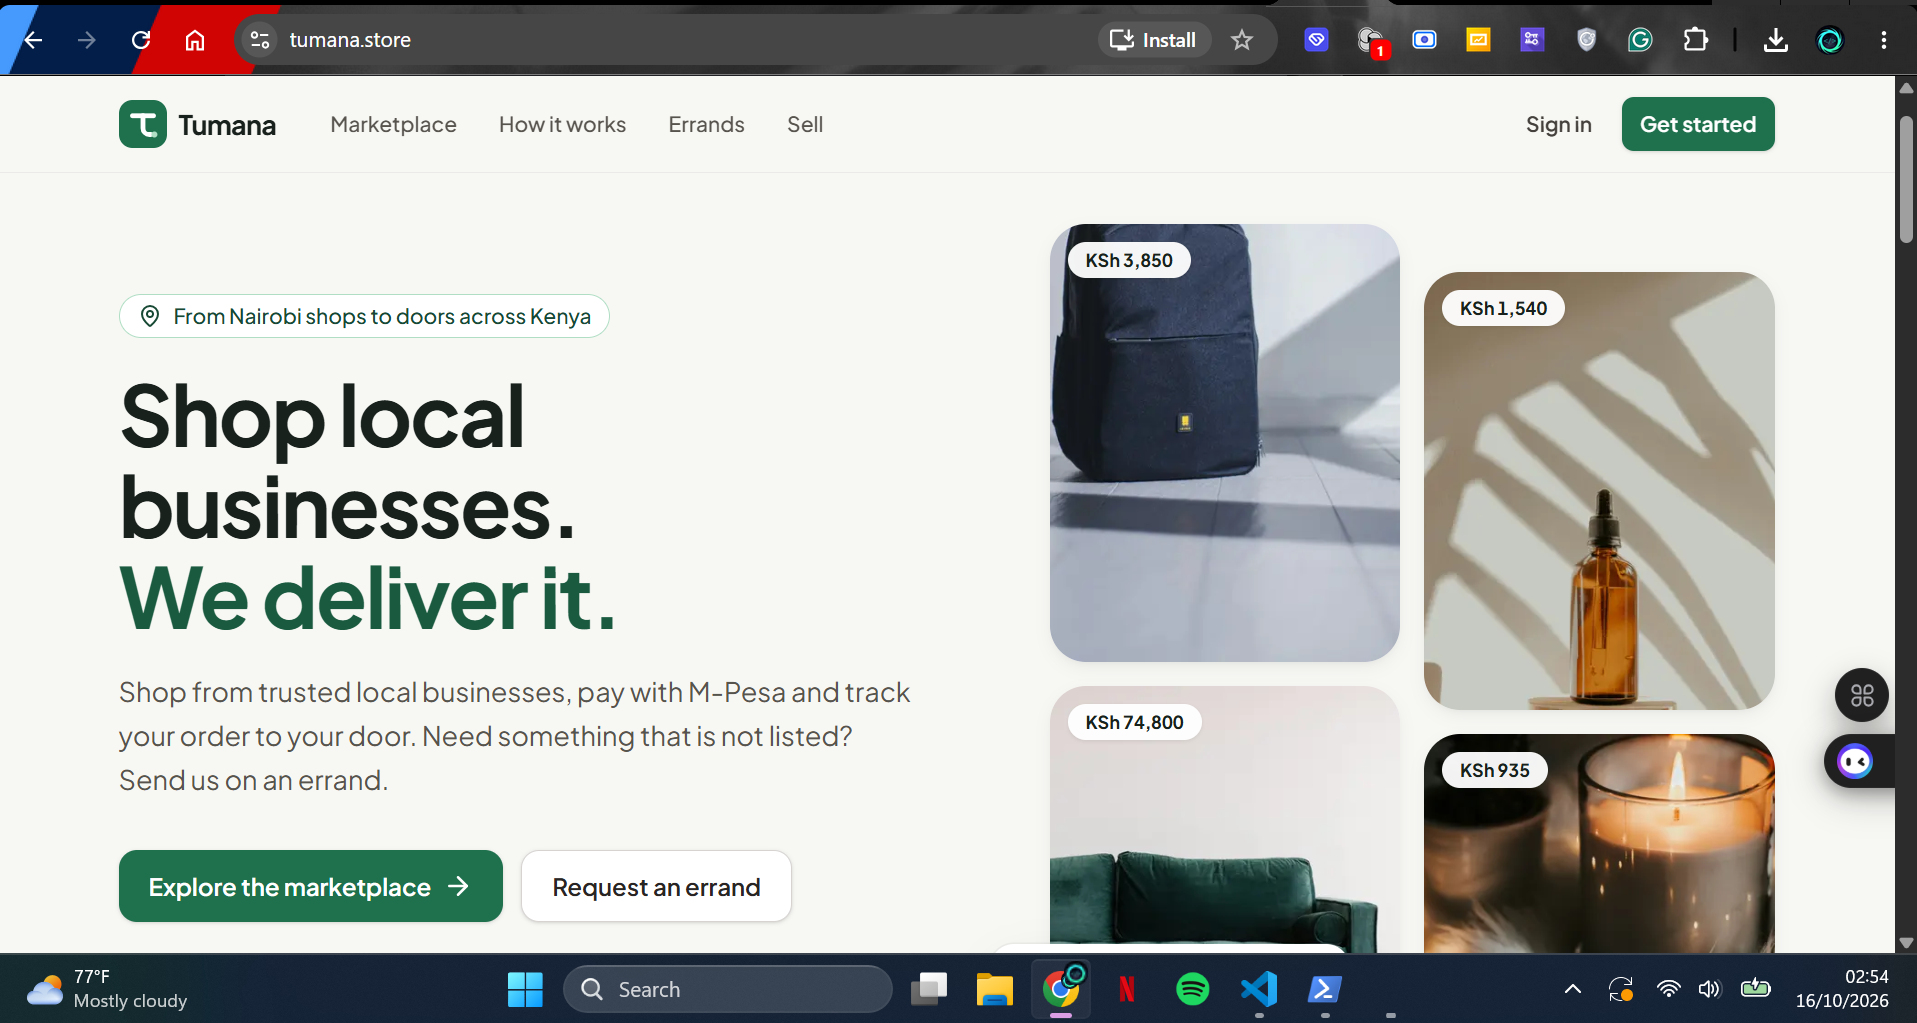 tumana.store
Install
1
Tumana
Marketplace
How it works
Errands
Sell
Sign in
Get started
From Nairobi shops to doors across Kenya
Shop local
businesses.
We deliver it.
Shop from trusted local businesses, pay with M-Pesa and track
your order to your door. Need something that is not listed?
Send us on an errand.
Explore the marketplace
Request an errand
KSh 3,850
KSh 1,540
KSh 74,800
KSh 935
77°F
Mostly cloudy
Search
02:54
16/10/2026